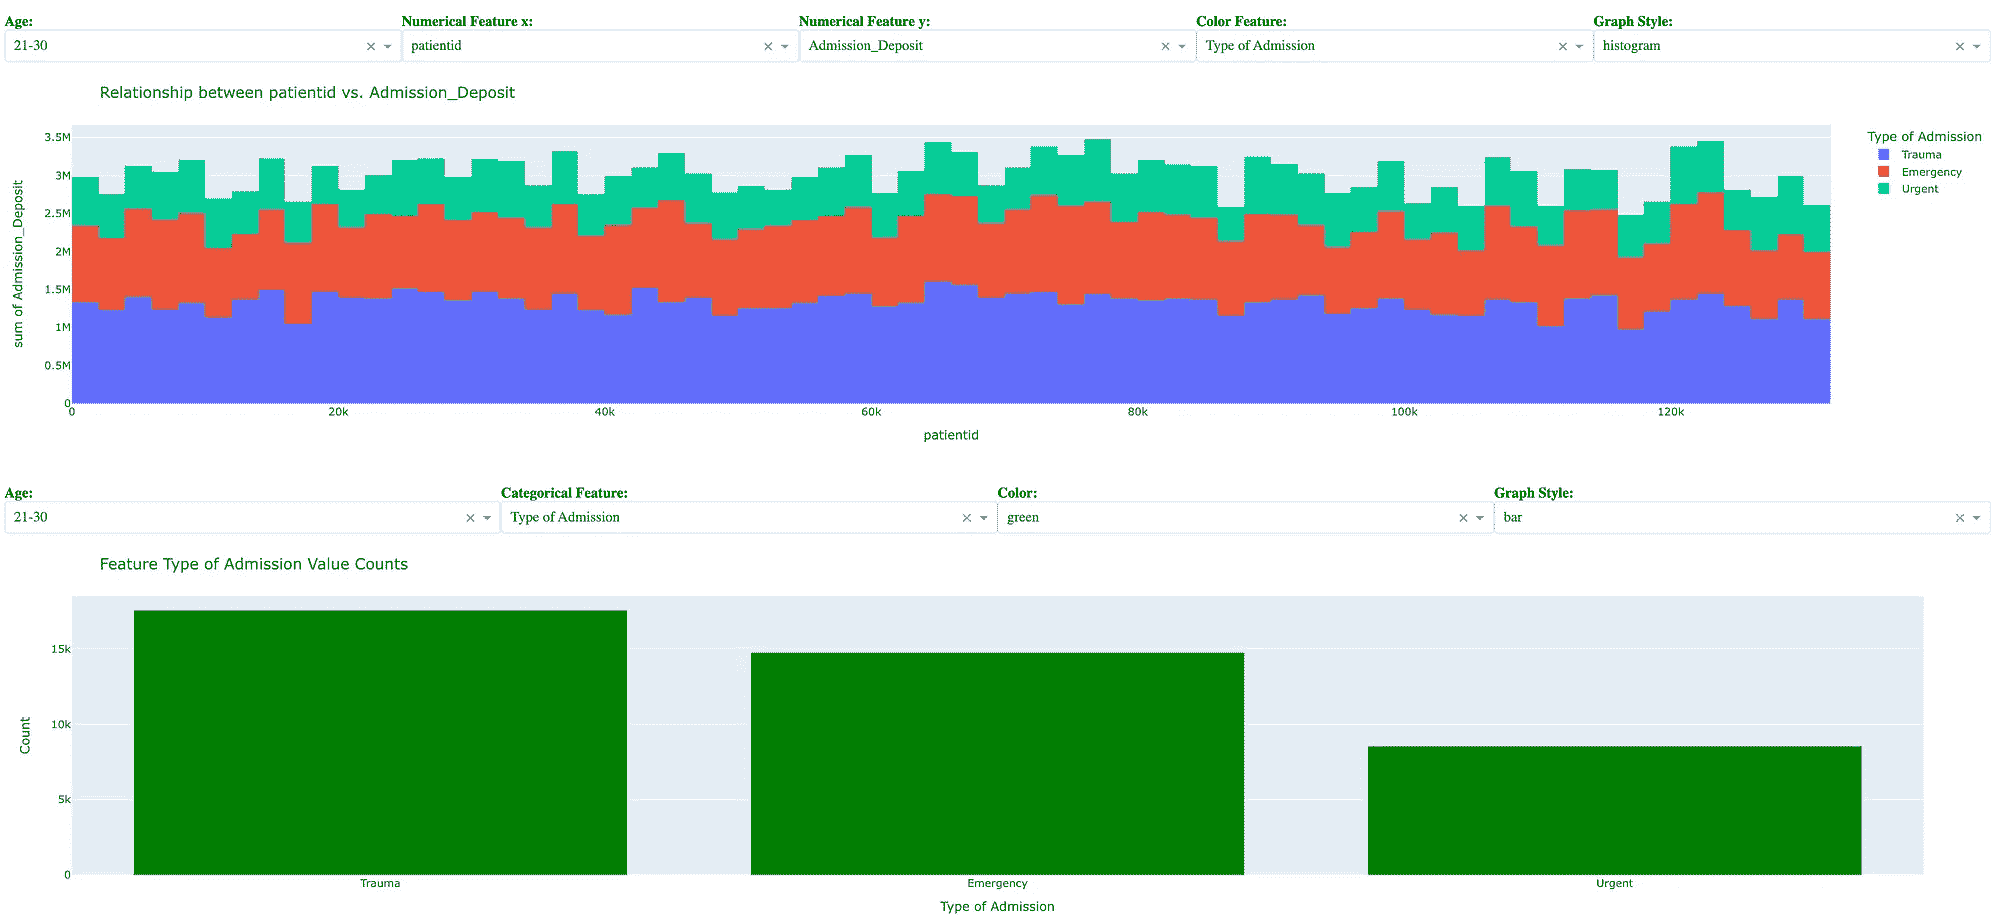 Age: Numerical Feature x: Numerical Feature y: Color Feature: Graph Style:
21-30 × patientid × Admission_Deposit × Type of Admission × histogram ×
Relationship between patientid vs. Admission_Deposit
Type of Admission
Trauma
Emergency
Urgent
sum of Admission_Deposit
3.5M
3M
2.5M
2M
1.5M
1M
0.5M
0
0 20k 40k 60k 80k 100k 120k
patientid
Age: Categorical Feature: Color: Graph Style:
21-30 × Type of Admission × green × bar ×
Feature Type of Admission Value Counts
Count
15k
10k
5k
0
Trauma Emergency Urgent
Type of Admission